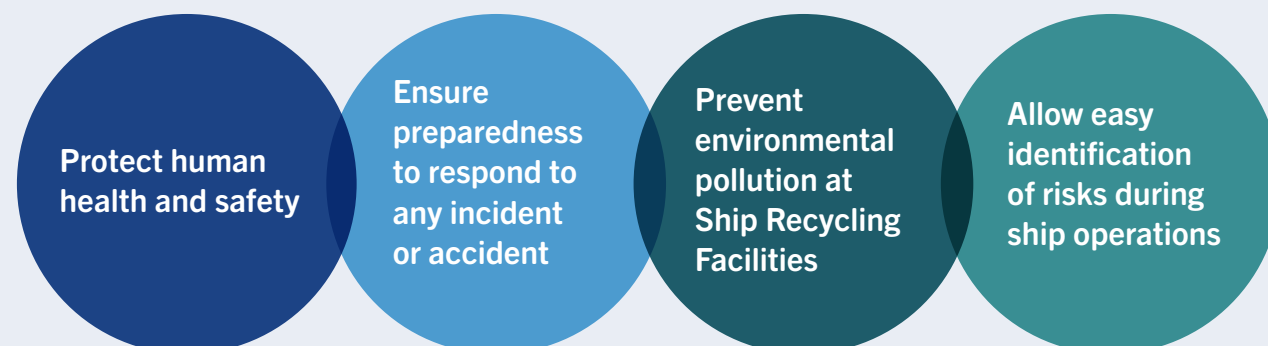 Protect human
health and safety
Ensure
preparedness
to respond to
any incident
or accident
Prevent
environmental
pollution at
Ship Recycling
Facilities
Allow easy
identification
of risks during
ship operations